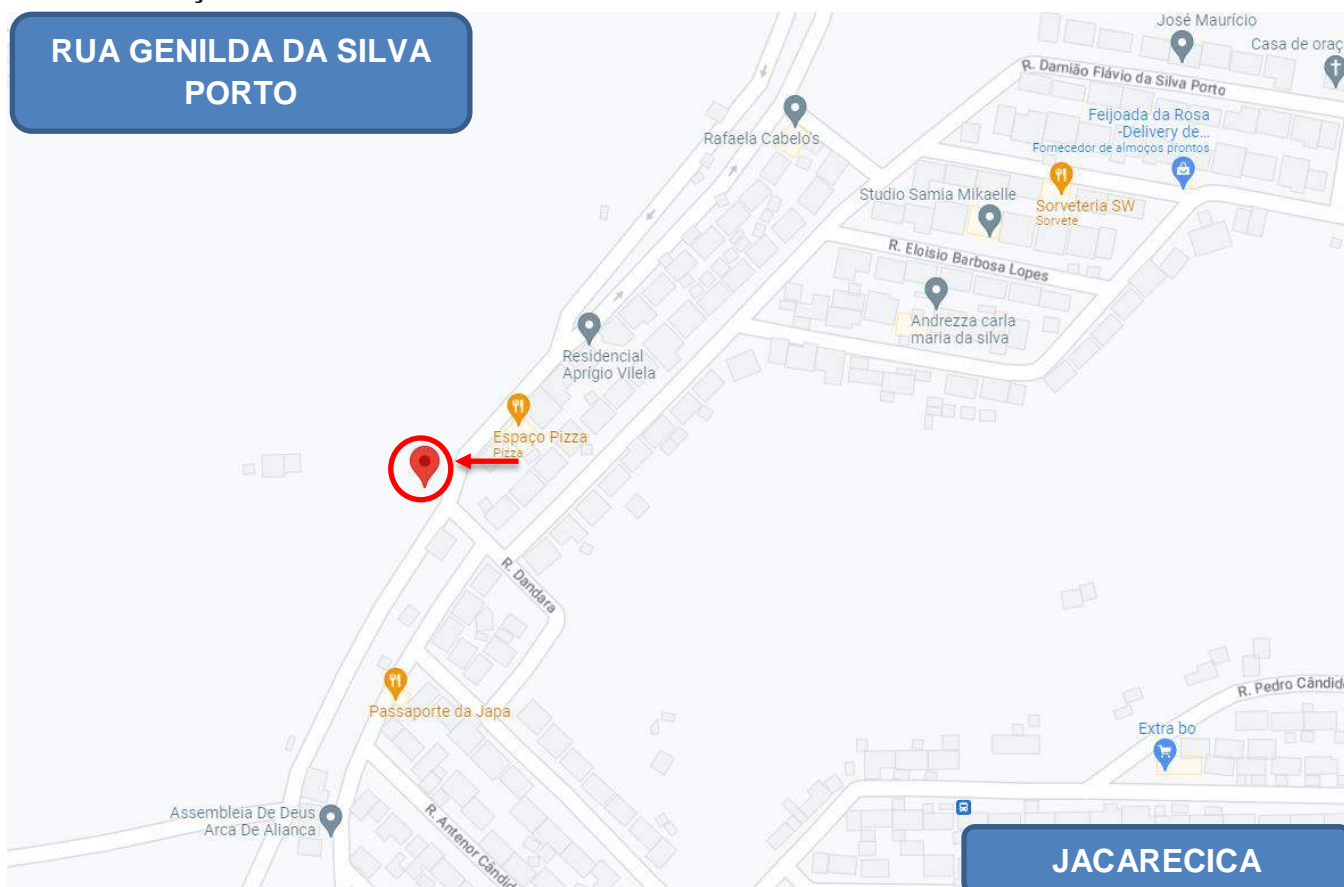 RUA GENILDA DA SILVA
PORTO
José Maurício
Casa de oraç
R. Damião Flávio da Silva Porto
Feijoada da Rosa
-Delivery de...
Fornecedor de almoços prontos
Rafaela Cabelo's
Studio Samia Mikaelle
Sorveteria SW
Sorvete
R. Eloisio Barbosa Lopes
Andrezza carla
maria da silva
Residencial
Aprígio Vilela
Espaço Pizza
Pizza
R. Dandara
Passaporte da Japa
R. Pedro Cândid
Extra bo
Assembleia De Deus
Arca De Alianca
R. Antenor Cândid
JACARECICA